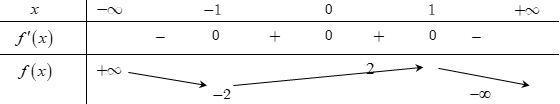 x −∞ −1 0 1 +∞
f′(x) − 0 + 0 + 0 −
f(x) +∞ −2 2 −∞